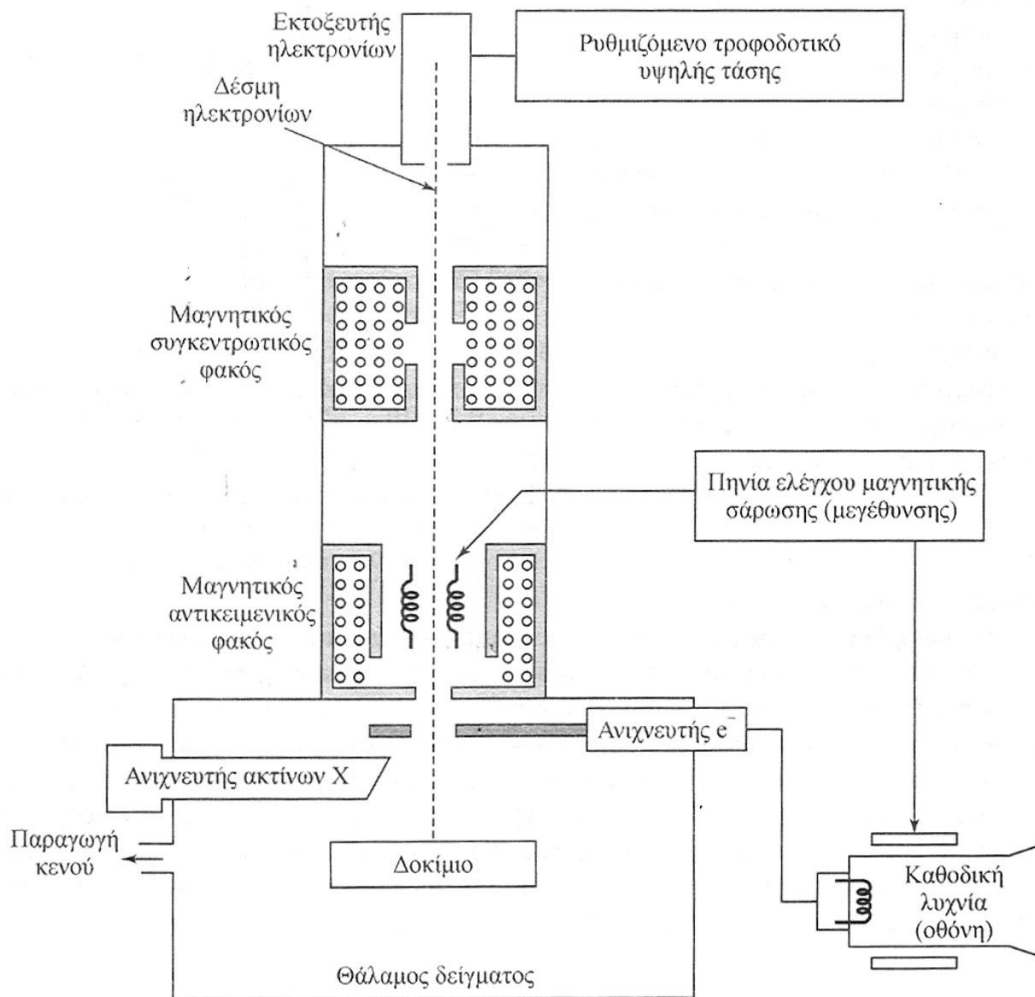 Εκτοξευτής
ηλεκτρονίων
Ρυθμιζόμενο τροφοδοτικό
υψηλής τάσης
Δέσμη
ηλεκτρονίων
Μαγνητικός
συγκεντρωτικός
φακός
Πηνία ελέγχου μαγνητικής
σάρωσης (μεγέθυνσης)
Μαγνητικός
αντικειμενικός
φακός
Ανιχνευτής e⁻
Ανιχνευτής ακτίνων Χ
Παραγωγή
κενού
Δοκίμιο
Καθοδική
λυχνία
(οθόνη)
Θάλαμος δείγματος